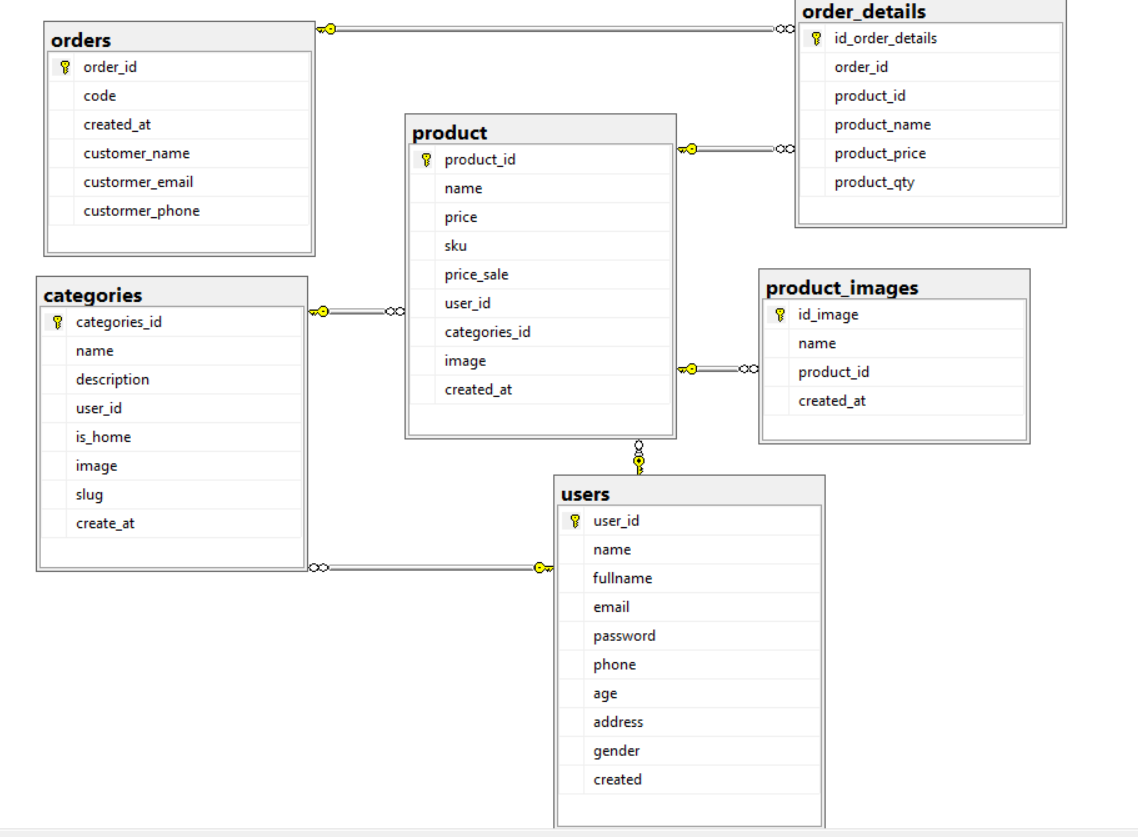 orders
order_id
code
created_at
customer_name
custormer_email
custormer_phone
order_details
id_order_details
order_id
product_id
product_name
product_price
product_qty
product
product_id
name
price
sku
price_sale
user_id
categories_id
image
created_at
categories
categories_id
name
description
user_id
is_home
image
slug
create_at
product_images
id_image
name
product_id
created_at
users
user_id
name
fullname
email
password
phone
age
address
gender
created